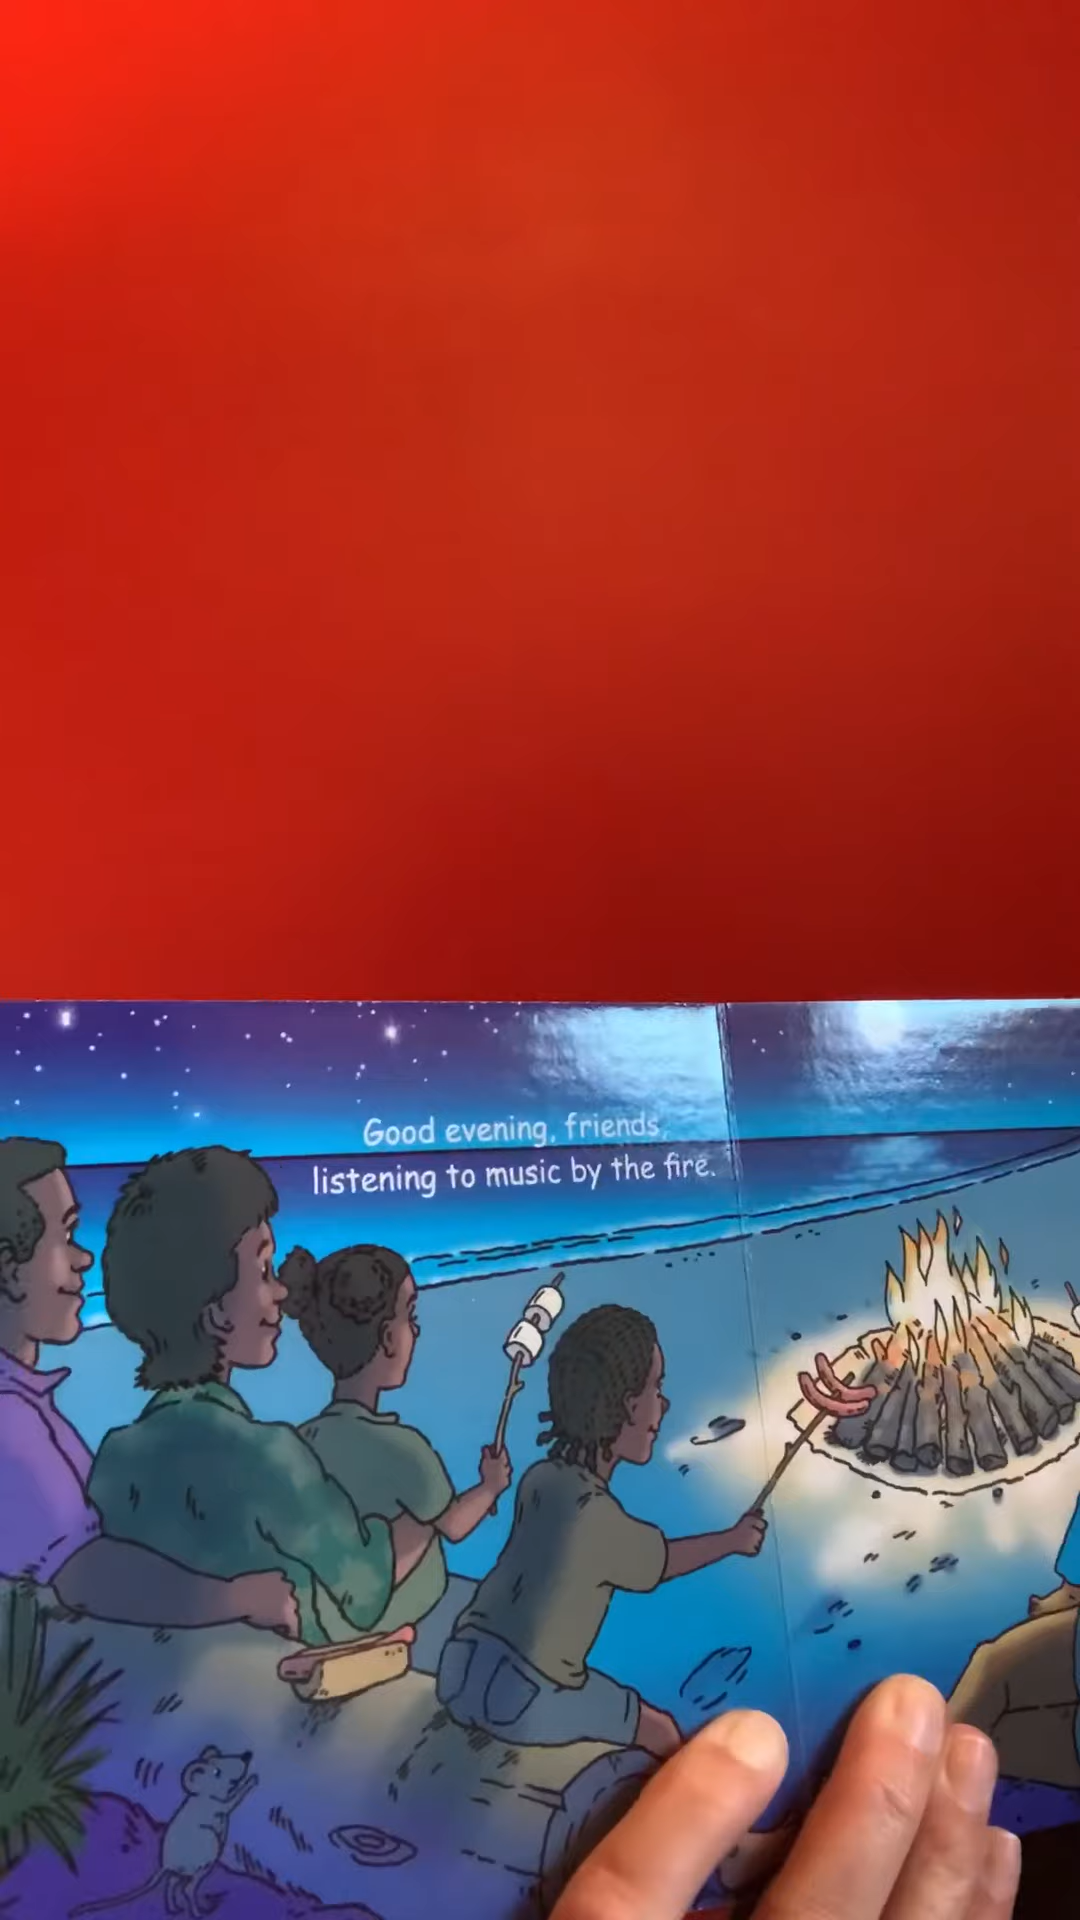 Good evening, friends,
listening to music by the fire.